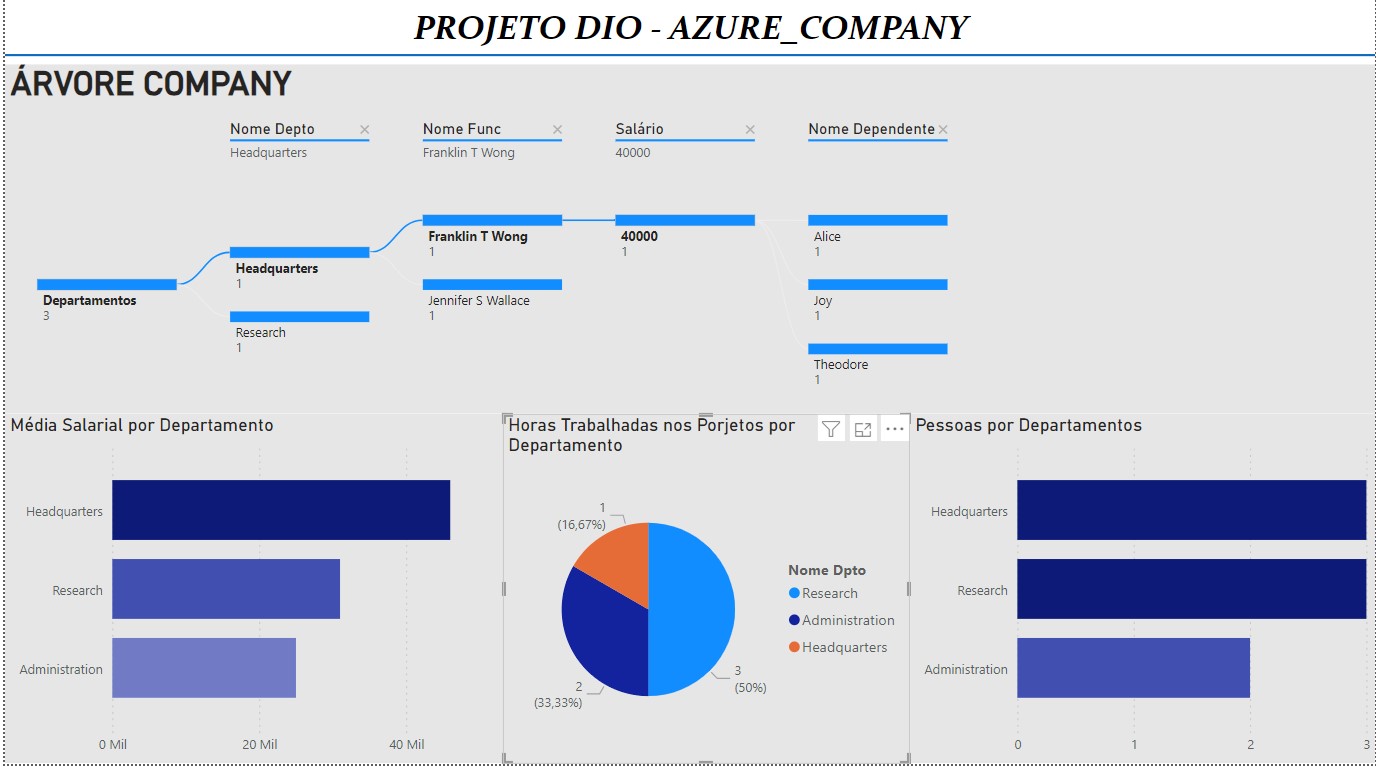 PROJETO DIO - AZURE_COMPANY
ÁRVORE COMPANY
Nome Depto
Headquarters
Nome Func
Franklin T Wong
Salário
40000
Nome Dependente
Departamentos
3
Headquarters
1
Research
1
Franklin T Wong
1
Jennifer S Wallace
1
40000
1
Alice
1
Joy
1
Theodore
1
Média Salarial por Departamento
Headquarters
Research
Administration
0 Mil
20 Mil
40 Mil
Horas Trabalhadas nos Porjetos por
Departamento
1
(16,67%)
2
(33,33%)
3
(50%)
Nome Dpto
Research
Administration
Headquarters
Pessoas por Departamentos
Headquarters
Research
Administration
0
1
2
3